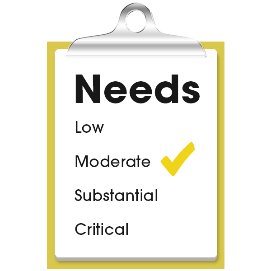 Needs
Low
Moderate
Substantial
Critical